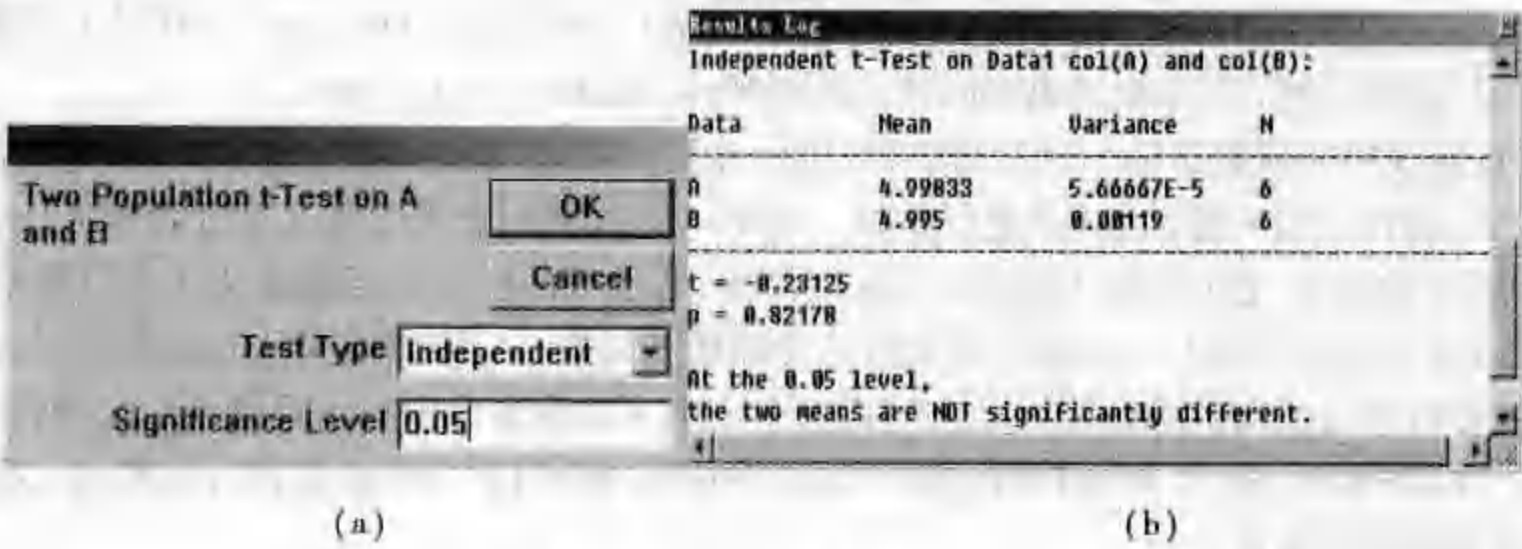 Two Population t-Test on A
and B
OK
Cancel
Test Type Independent
Significance Level 0.05
(a)
Results Log
Independent t-Test on Data1 col(A) and col(B):
Data Mean Variance N
A 4.99833 5.66667E-5 6
B 4.995 0.00119 6
t = -0.23125
p = 0.82178
At the 0.05 level,
the two means are NOT significantly different.
(b)